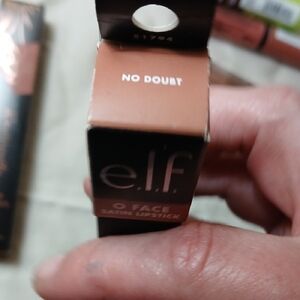 NO DOUBT
e.l.f.
O FACE
SATIN LIPSTICK